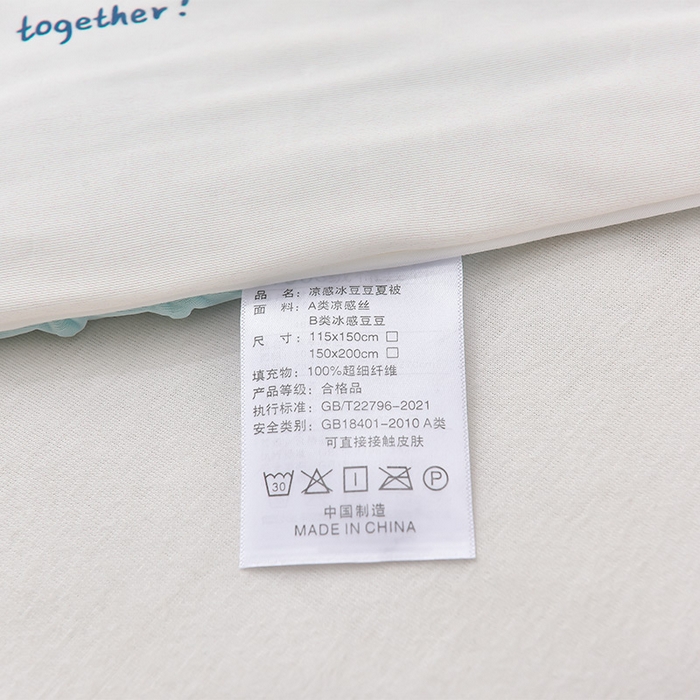 together!
品 名：凉感冰豆豆夏被
面 料：A类凉感丝
B类冰感豆豆
尺 寸：115x150cm □
150x200cm □
填充物：100%超细纤维
产品等级：合格品
执行标准：GB/T22796-2021
安全类别：GB18401-2010 A类
可直接接触皮肤
30 P
中国制造
MADE IN CHINA